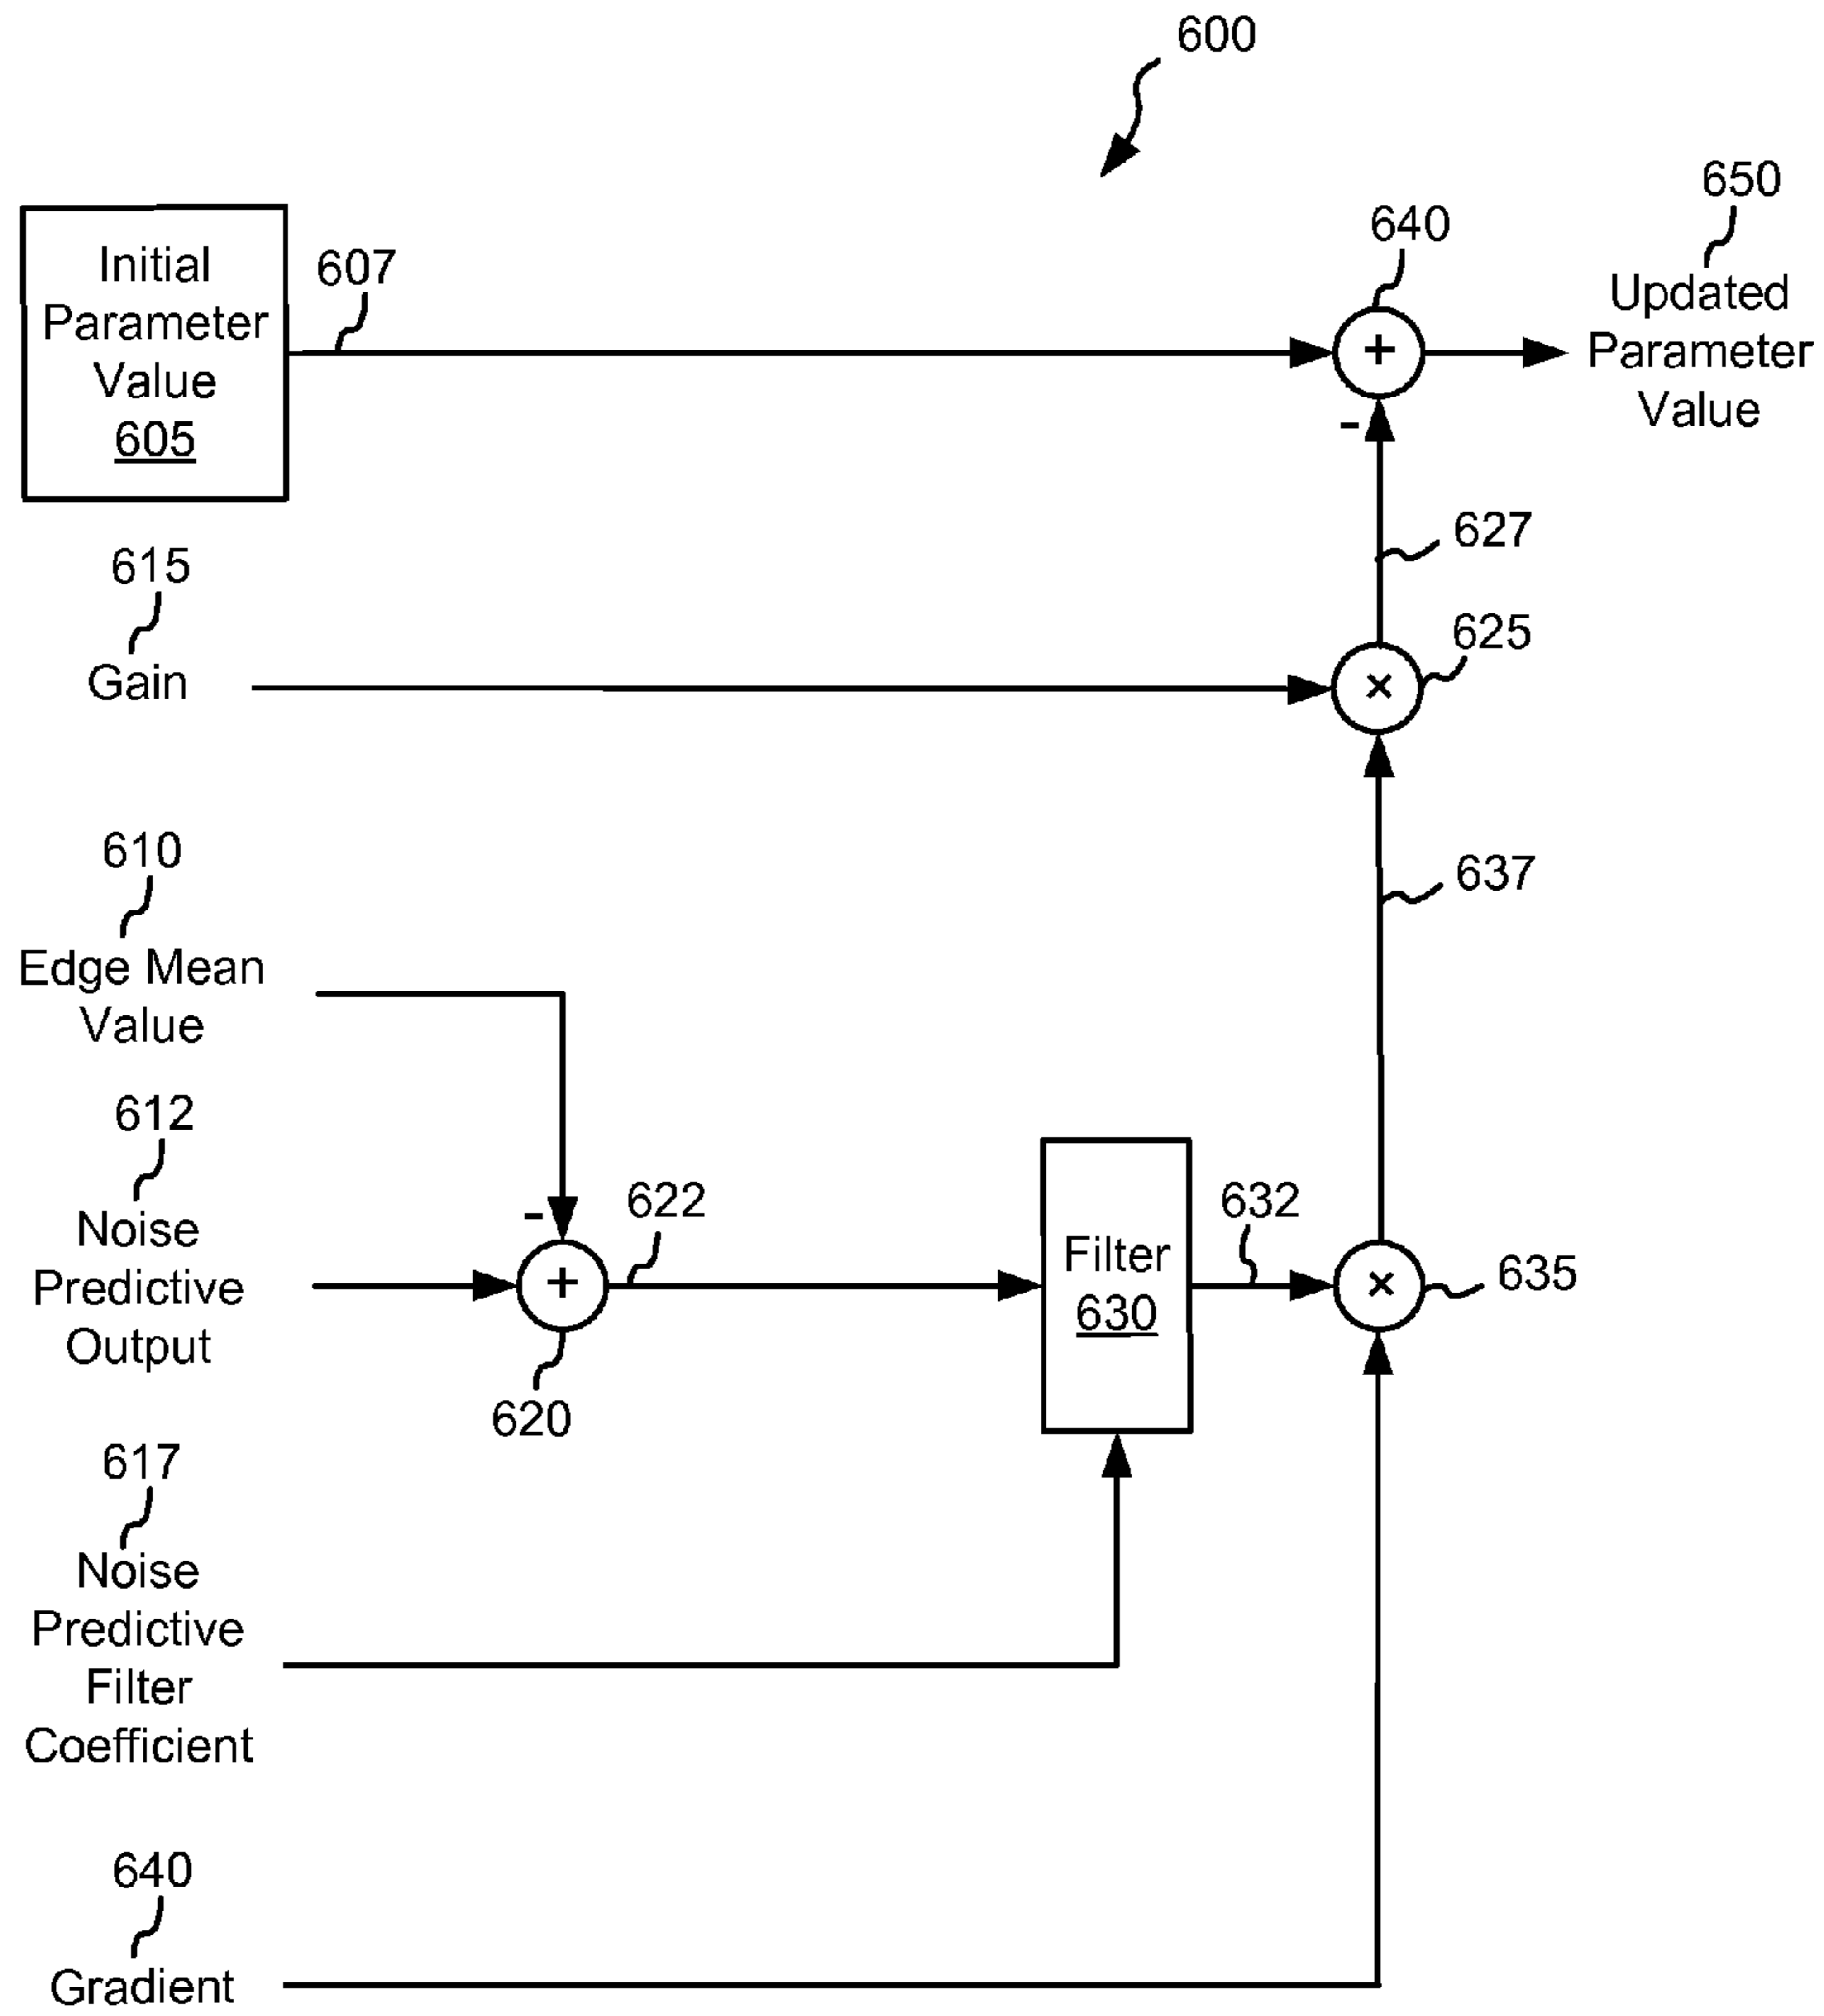 600
650
Updated
Parameter
Value
640
607
Initial
Parameter
Value
605
+
-
627
615
Gain
625
×
637
610
Edge Mean
Value
612
Noise
Predictive
Output
-
+
622
620
Filter
630
632
×
635
617
Noise
Predictive
Filter
Coefficient
640
Gradient